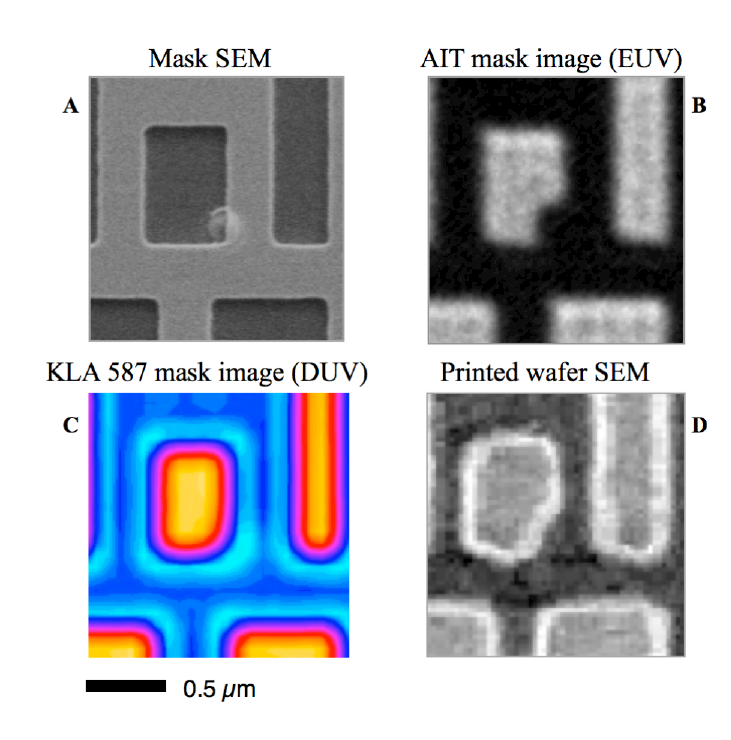 Mask SEM
AIT mask image (EUV)
A
B
KLA 587 mask image (DUV)
Printed wafer SEM
C
D
0.5 µm